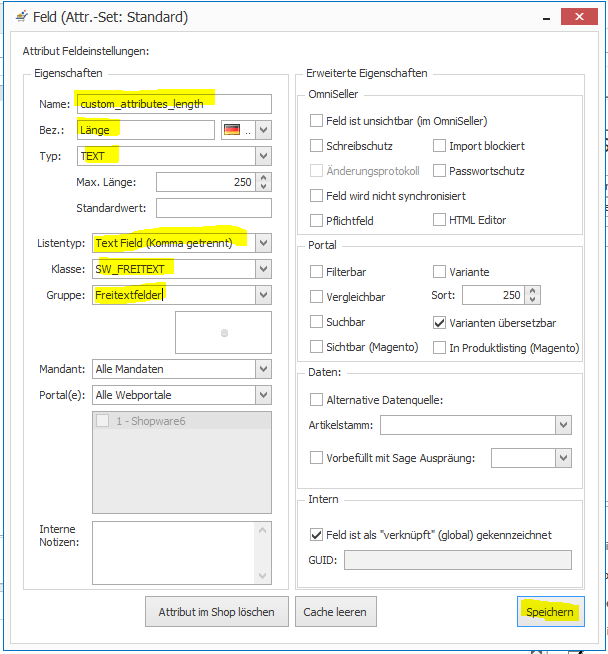 Feld (Attr.-Set: Standard)
Attribut Feldeinstellungen:
Eigenschaften
Name: custom_attributes_length
Bez.: Länge ..
Typ: TEXT
Max. Länge: 250
Standardwert:
Listentyp: Text Field (Komma getrennt)
Klasse: SW_FREITEXT
Gruppe: Freitextfelder
Mandant: Alle Mandaten
Portal(e): Alle Webportale
1 - Shopware6
Interne
Notizen:
Erweiterte Eigenschaften
OmniSeller
Feld ist unsichtbar (im OmniSeller)
Schreibschutz Import blockiert
Änderungsprotokoll Passwortschutz
Feld wird nicht synchronisiert
Pflichtfeld HTML Editor
Portal
Filterbar Variante
Vergleichbar Sort: 250
Suchbar Varianten übersetzbar
Sichtbar (Magento) In Produktlisting (Magento)
Daten:
Alternative Datenquelle:
Artikelstamm:
Vorbefüllt mit Sage Auspräung:
Intern
Feld ist als "verknüpft" (global) gekennzeichnet
GUID:
Attribut im Shop löschen Cache leeren Speichern